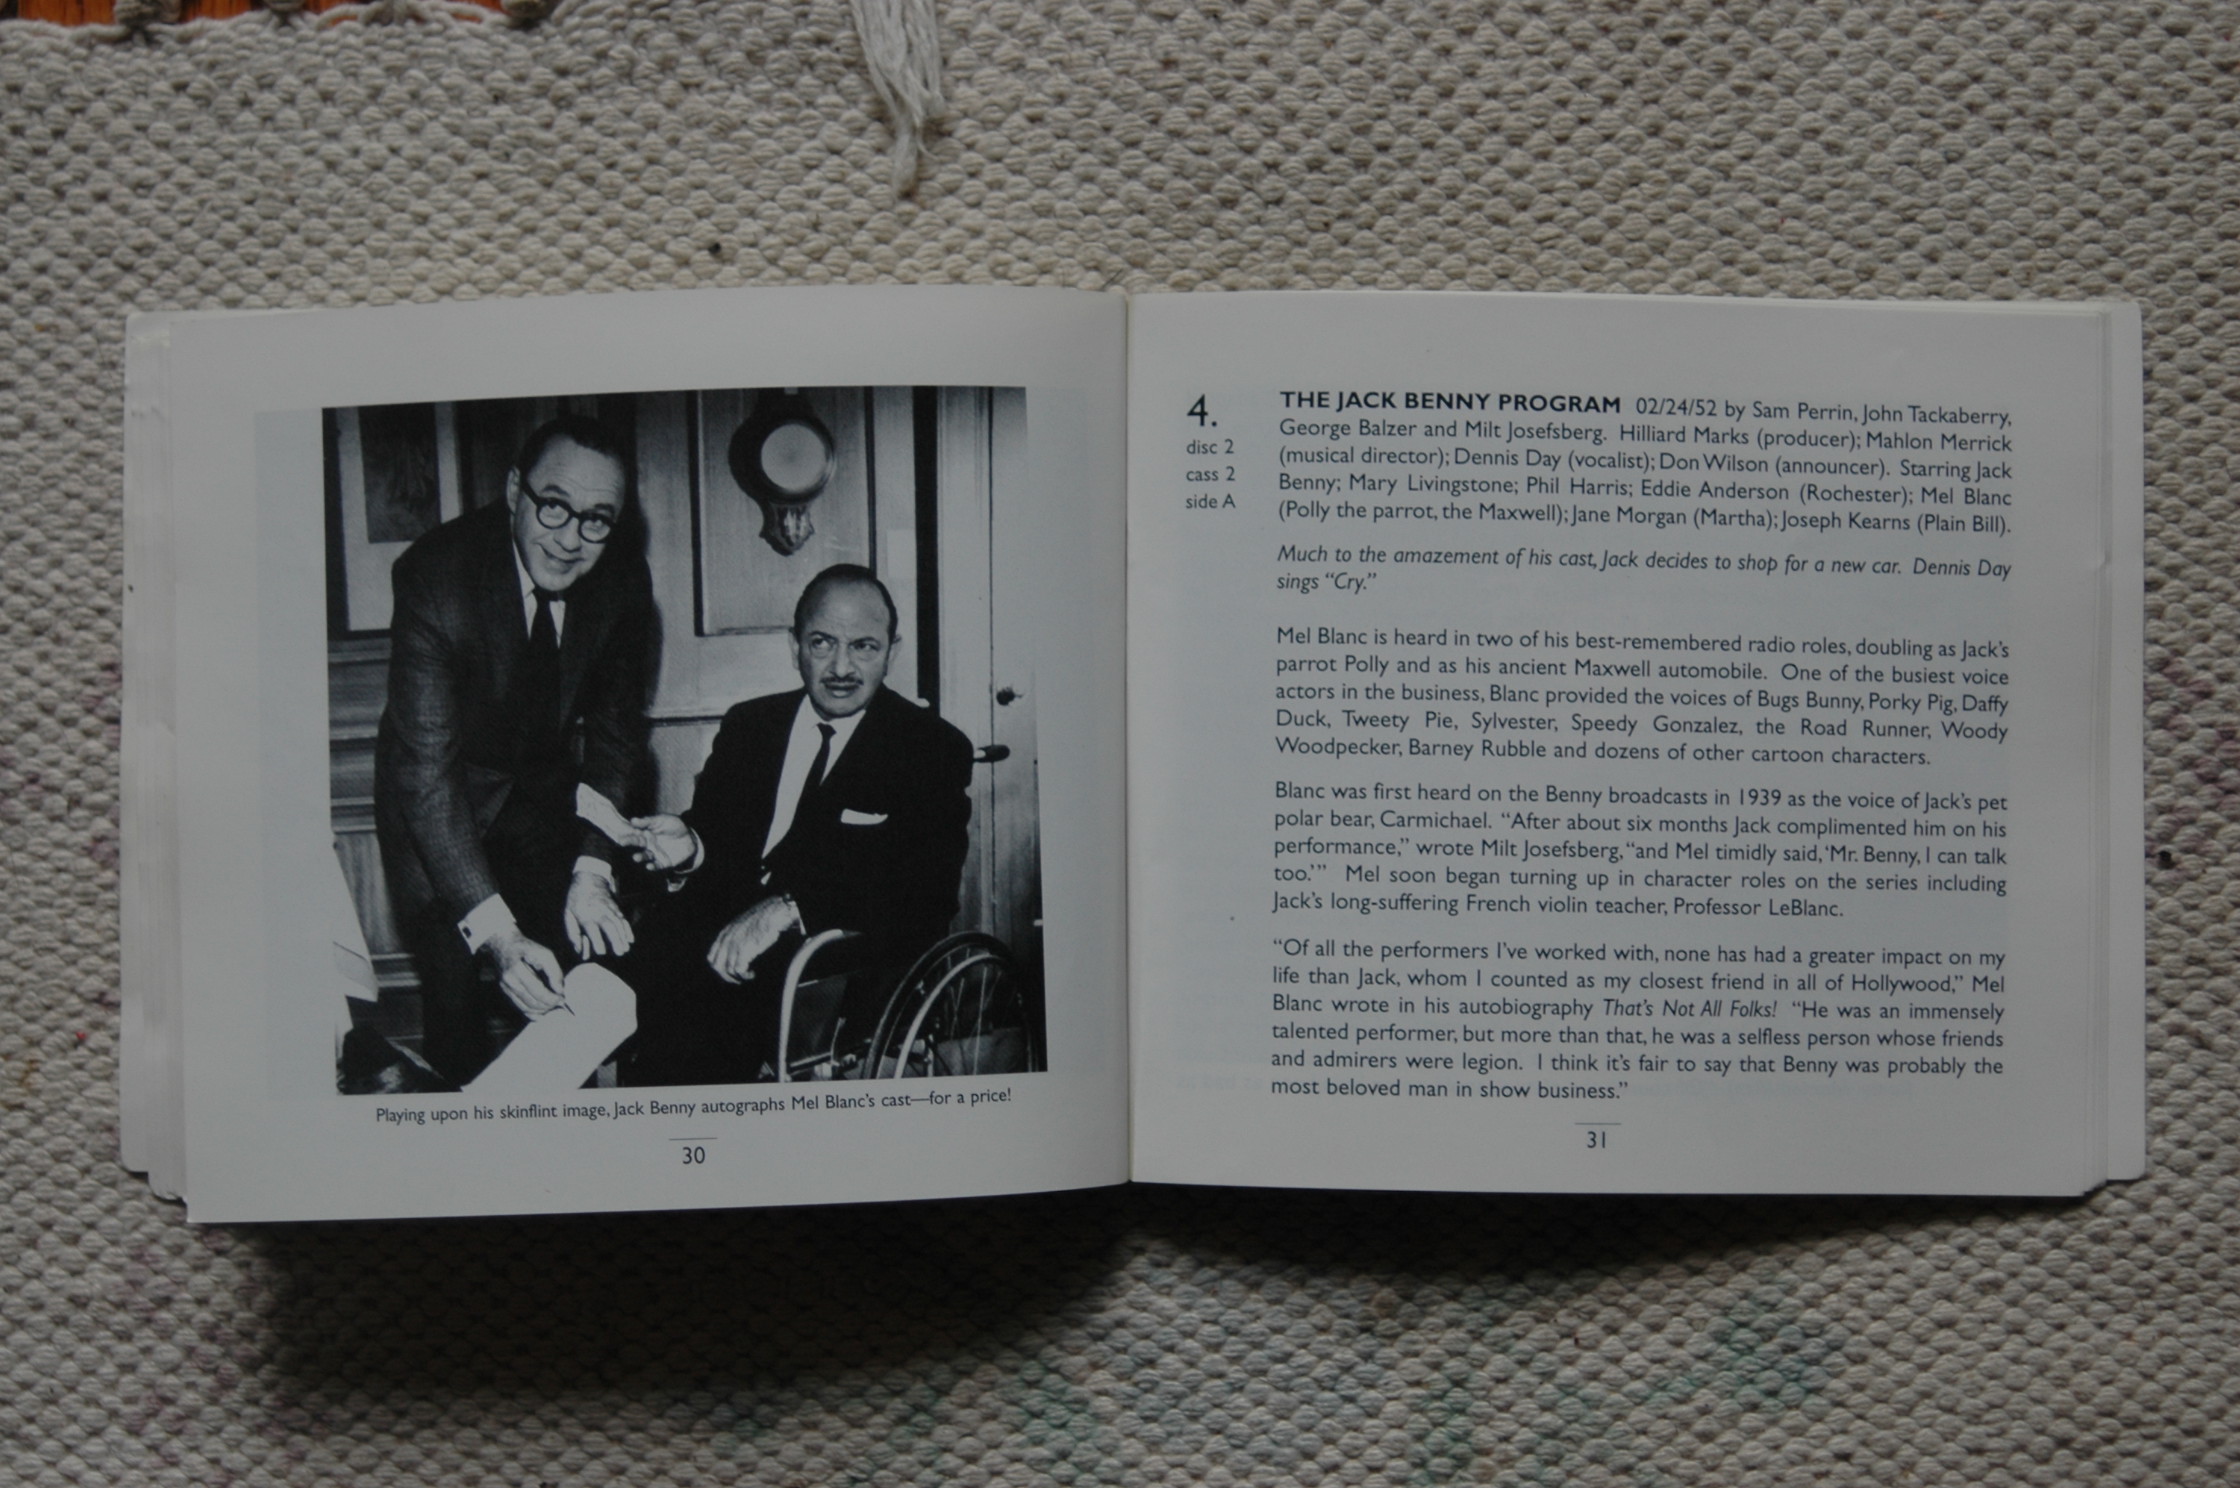 Playing upon his skinflint image, Jack Benny autographs Mel Blanc's cast—for a price!
30
4.
disc 2
cass 2
side A
THE JACK BENNY PROGRAM 02/24/52 by Sam Perrin, John Tackaberry,
George Balzer and Milt Josefsberg. Hilliard Marks (producer); Mahlon Merrick
(musical director); Dennis Day (vocalist); Don Wilson (announcer). Starring Jack
Benny; Mary Livingstone; Phil Harris; Eddie Anderson (Rochester); Mel Blanc
(Polly the parrot, the Maxwell); Jane Morgan (Martha); Joseph Kearns (Plain Bill).
Much to the amazement of his cast, Jack decides to shop for a new car. Dennis Day
sings "Cry."
Mel Blanc is heard in two of his best-remembered radio roles, doubling as Jack's
parrot Polly and as his ancient Maxwell automobile. One of the busiest voice
actors in the business, Blanc provided the voices of Bugs Bunny, Porky Pig, Daffy
Duck, Tweety Pie, Sylvester, Speedy Gonzalez, the Road Runner, Woody
Woodpecker, Barney Rubble and dozens of other cartoon characters.
Blanc was first heard on the Benny broadcasts in 1939 as the voice of Jack's pet
polar bear, Carmichael. "After about six months Jack complimented him on his
performance," wrote Milt Josefsberg, "and Mel timidly said, 'Mr. Benny, I can talk
too.'" Mel soon began turning up in character roles on the series including
Jack's long-suffering French violin teacher, Professor LeBlanc.
"Of all the performers I've worked with, none has had a greater impact on my
life than Jack, whom I counted as my closest friend in all of Hollywood," Mel
Blanc wrote in his autobiography That's Not All Folks! "He was an immensely
talented performer, but more than that, he was a selfless person whose friends
and admirers were legion. I think it's fair to say that Benny was probably the
most beloved man in show business."
31